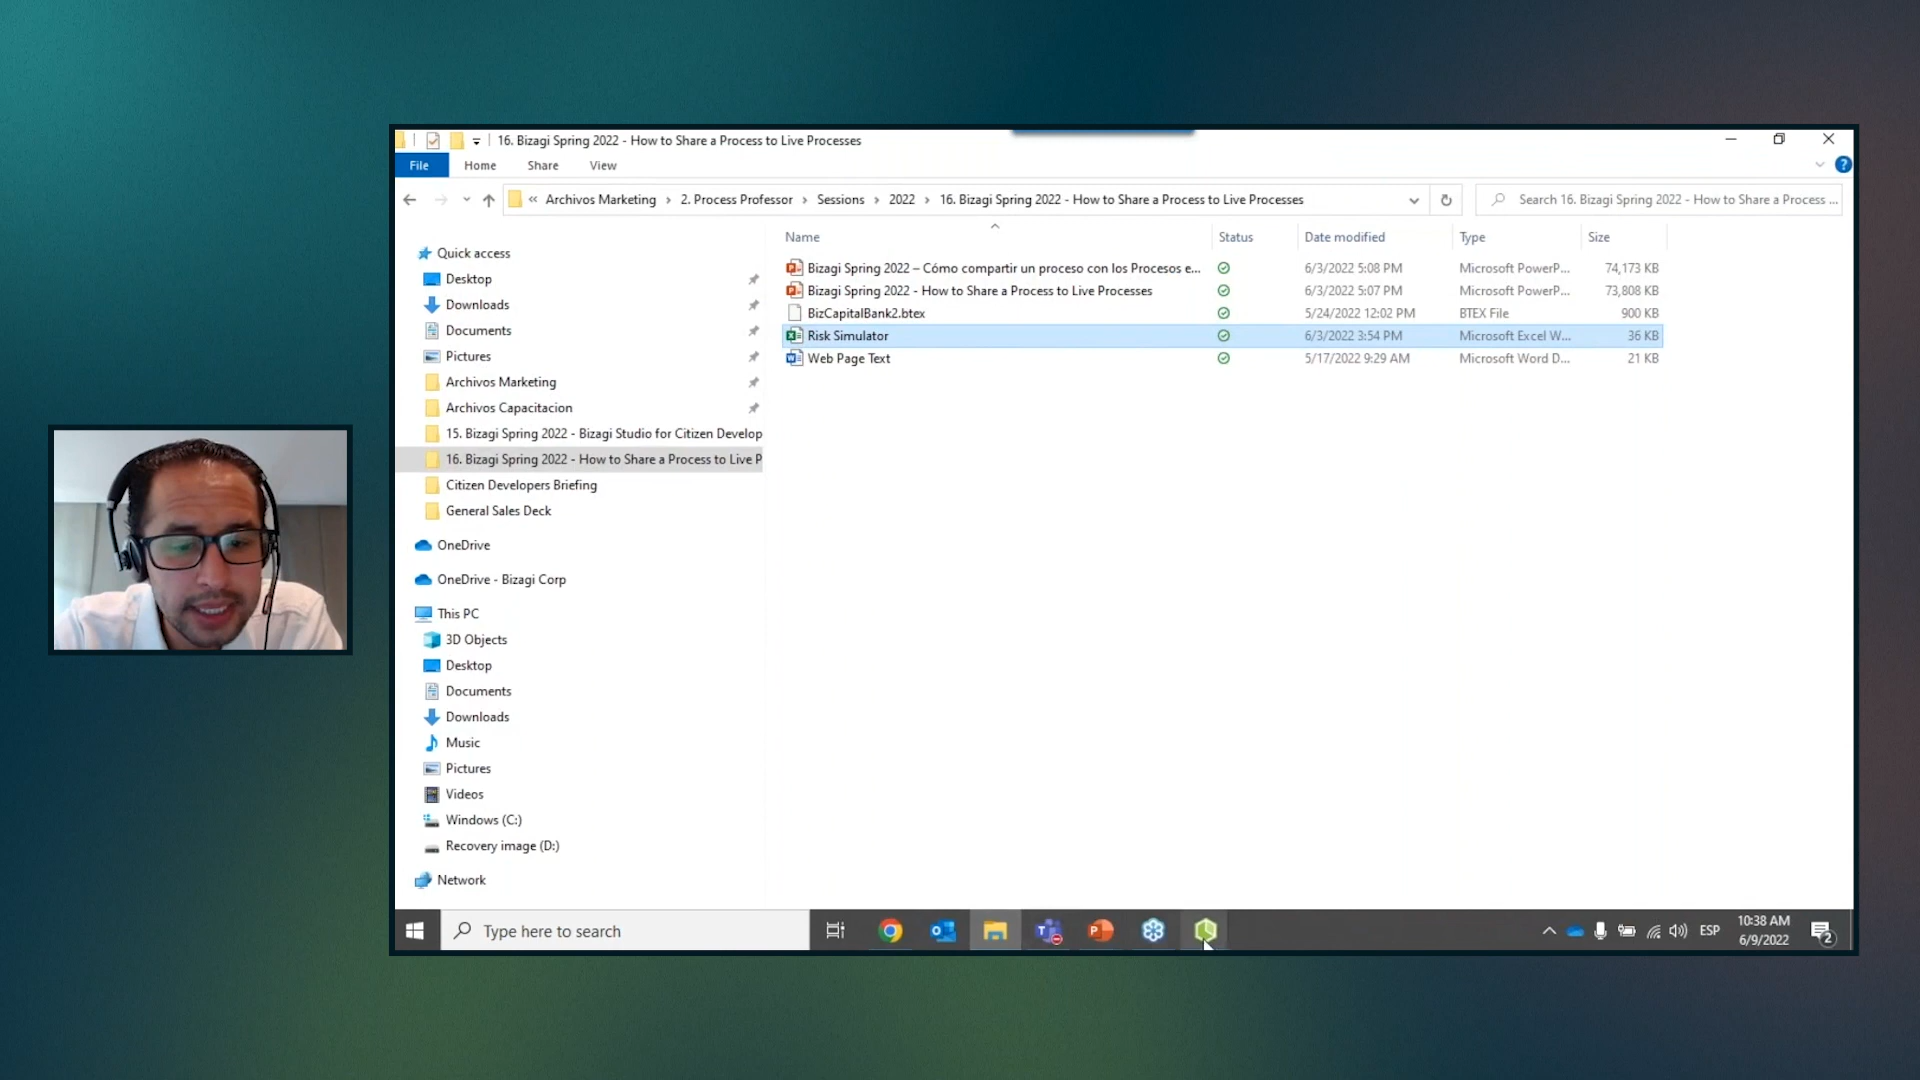 16. Bizagi Spring 2022 - How to Share a Process to Live Processes
File Home Share View
« Archivos Marketing › 2. Process Professor › Sessions › 2022 › 16. Bizagi Spring 2022 - How to Share a Process to Live Processes
Search 16. Bizagi Spring 2022 - How to Share a Process ...
Name Status Date modified Type Size
Bizagi Spring 2022 – Cómo compartir un proceso con los Procesos e... 6/3/2022 5:08 PM Microsoft PowerP... 74,173 KB
Bizagi Spring 2022 - How to Share a Process to Live Processes 6/3/2022 5:07 PM Microsoft PowerP... 73,808 KB
BizCapitalBank2.btex 5/24/2022 12:02 PM BTEX File 900 KB
Risk Simulator 6/3/2022 3:54 PM Microsoft Excel W... 36 KB
Web Page Text 5/17/2022 9:29 AM Microsoft Word D... 21 KB
Quick access
Desktop
Downloads
Documents
Pictures
Archivos Marketing
Archivos Capacitacion
15. Bizagi Spring 2022 - Bizagi Studio for Citizen Develop
16. Bizagi Spring 2022 - How to Share a Process to Live P
Citizen Developers Briefing
General Sales Deck
OneDrive
OneDrive - Bizagi Corp
This PC
3D Objects
Desktop
Documents
Downloads
Music
Pictures
Videos
Windows (C:)
Recovery image (D:)
Network
Type here to search
ESP
10:38 AM
6/9/2022
2